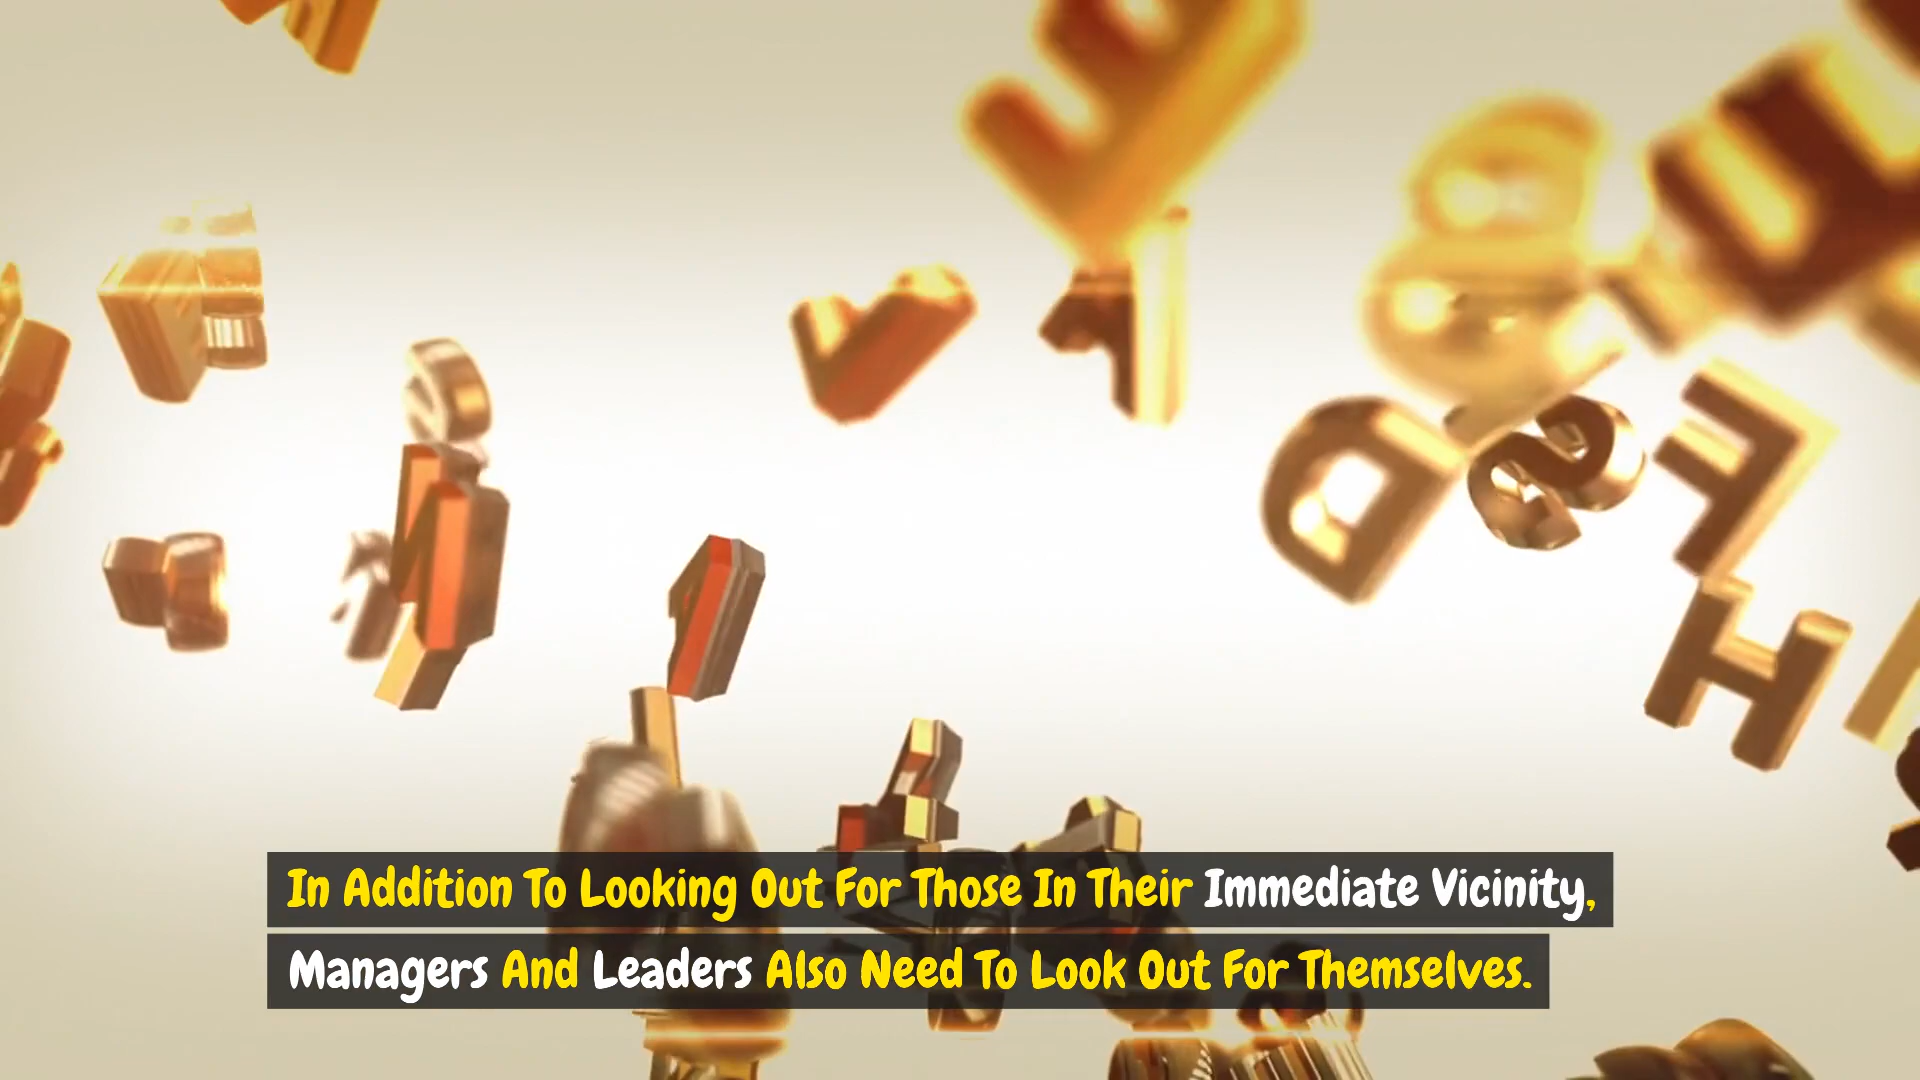 In Addition To Looking Out For Those In Their Immediate Vicinity,
Managers And Leaders Also Need To Look Out For Themselves.